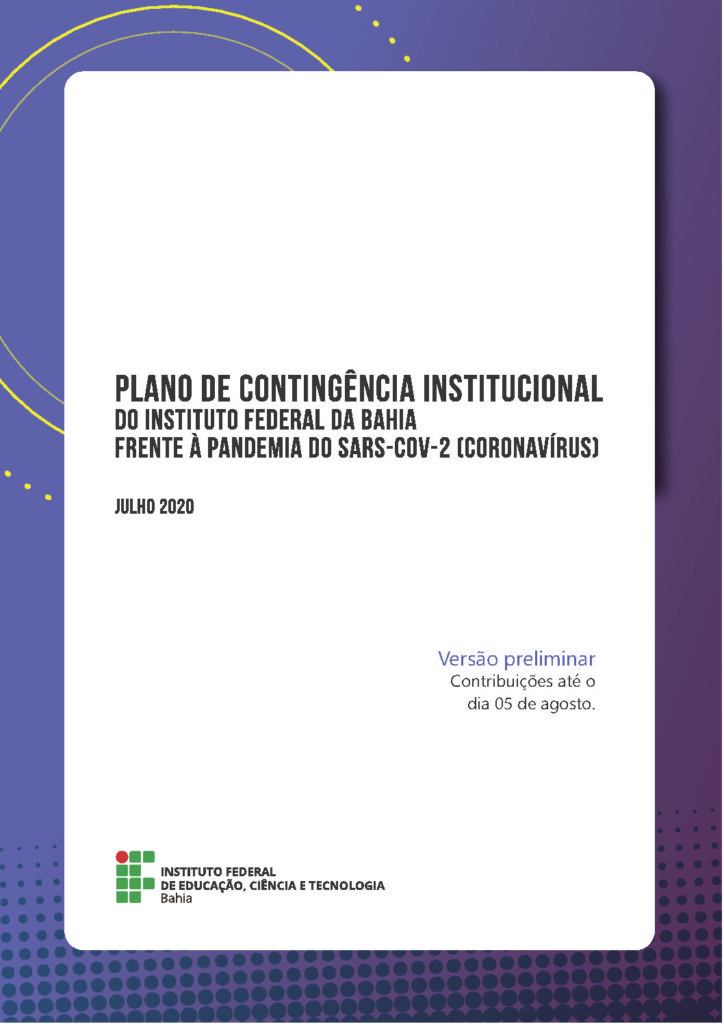 PLANO DE CONTINGÊNCIA INSTITUCIONAL
DO INSTITUTO FEDERAL DA BAHIA
FRENTE À PANDEMIA DO SARS-COV-2 (CORONAVÍRUS)
JULHO 2020
Versão preliminar
Contribuições até o
dia 05 de agosto.
INSTITUTO FEDERAL
DE EDUCAÇÃO, CIÊNCIA E TECNOLOGIA
Bahia